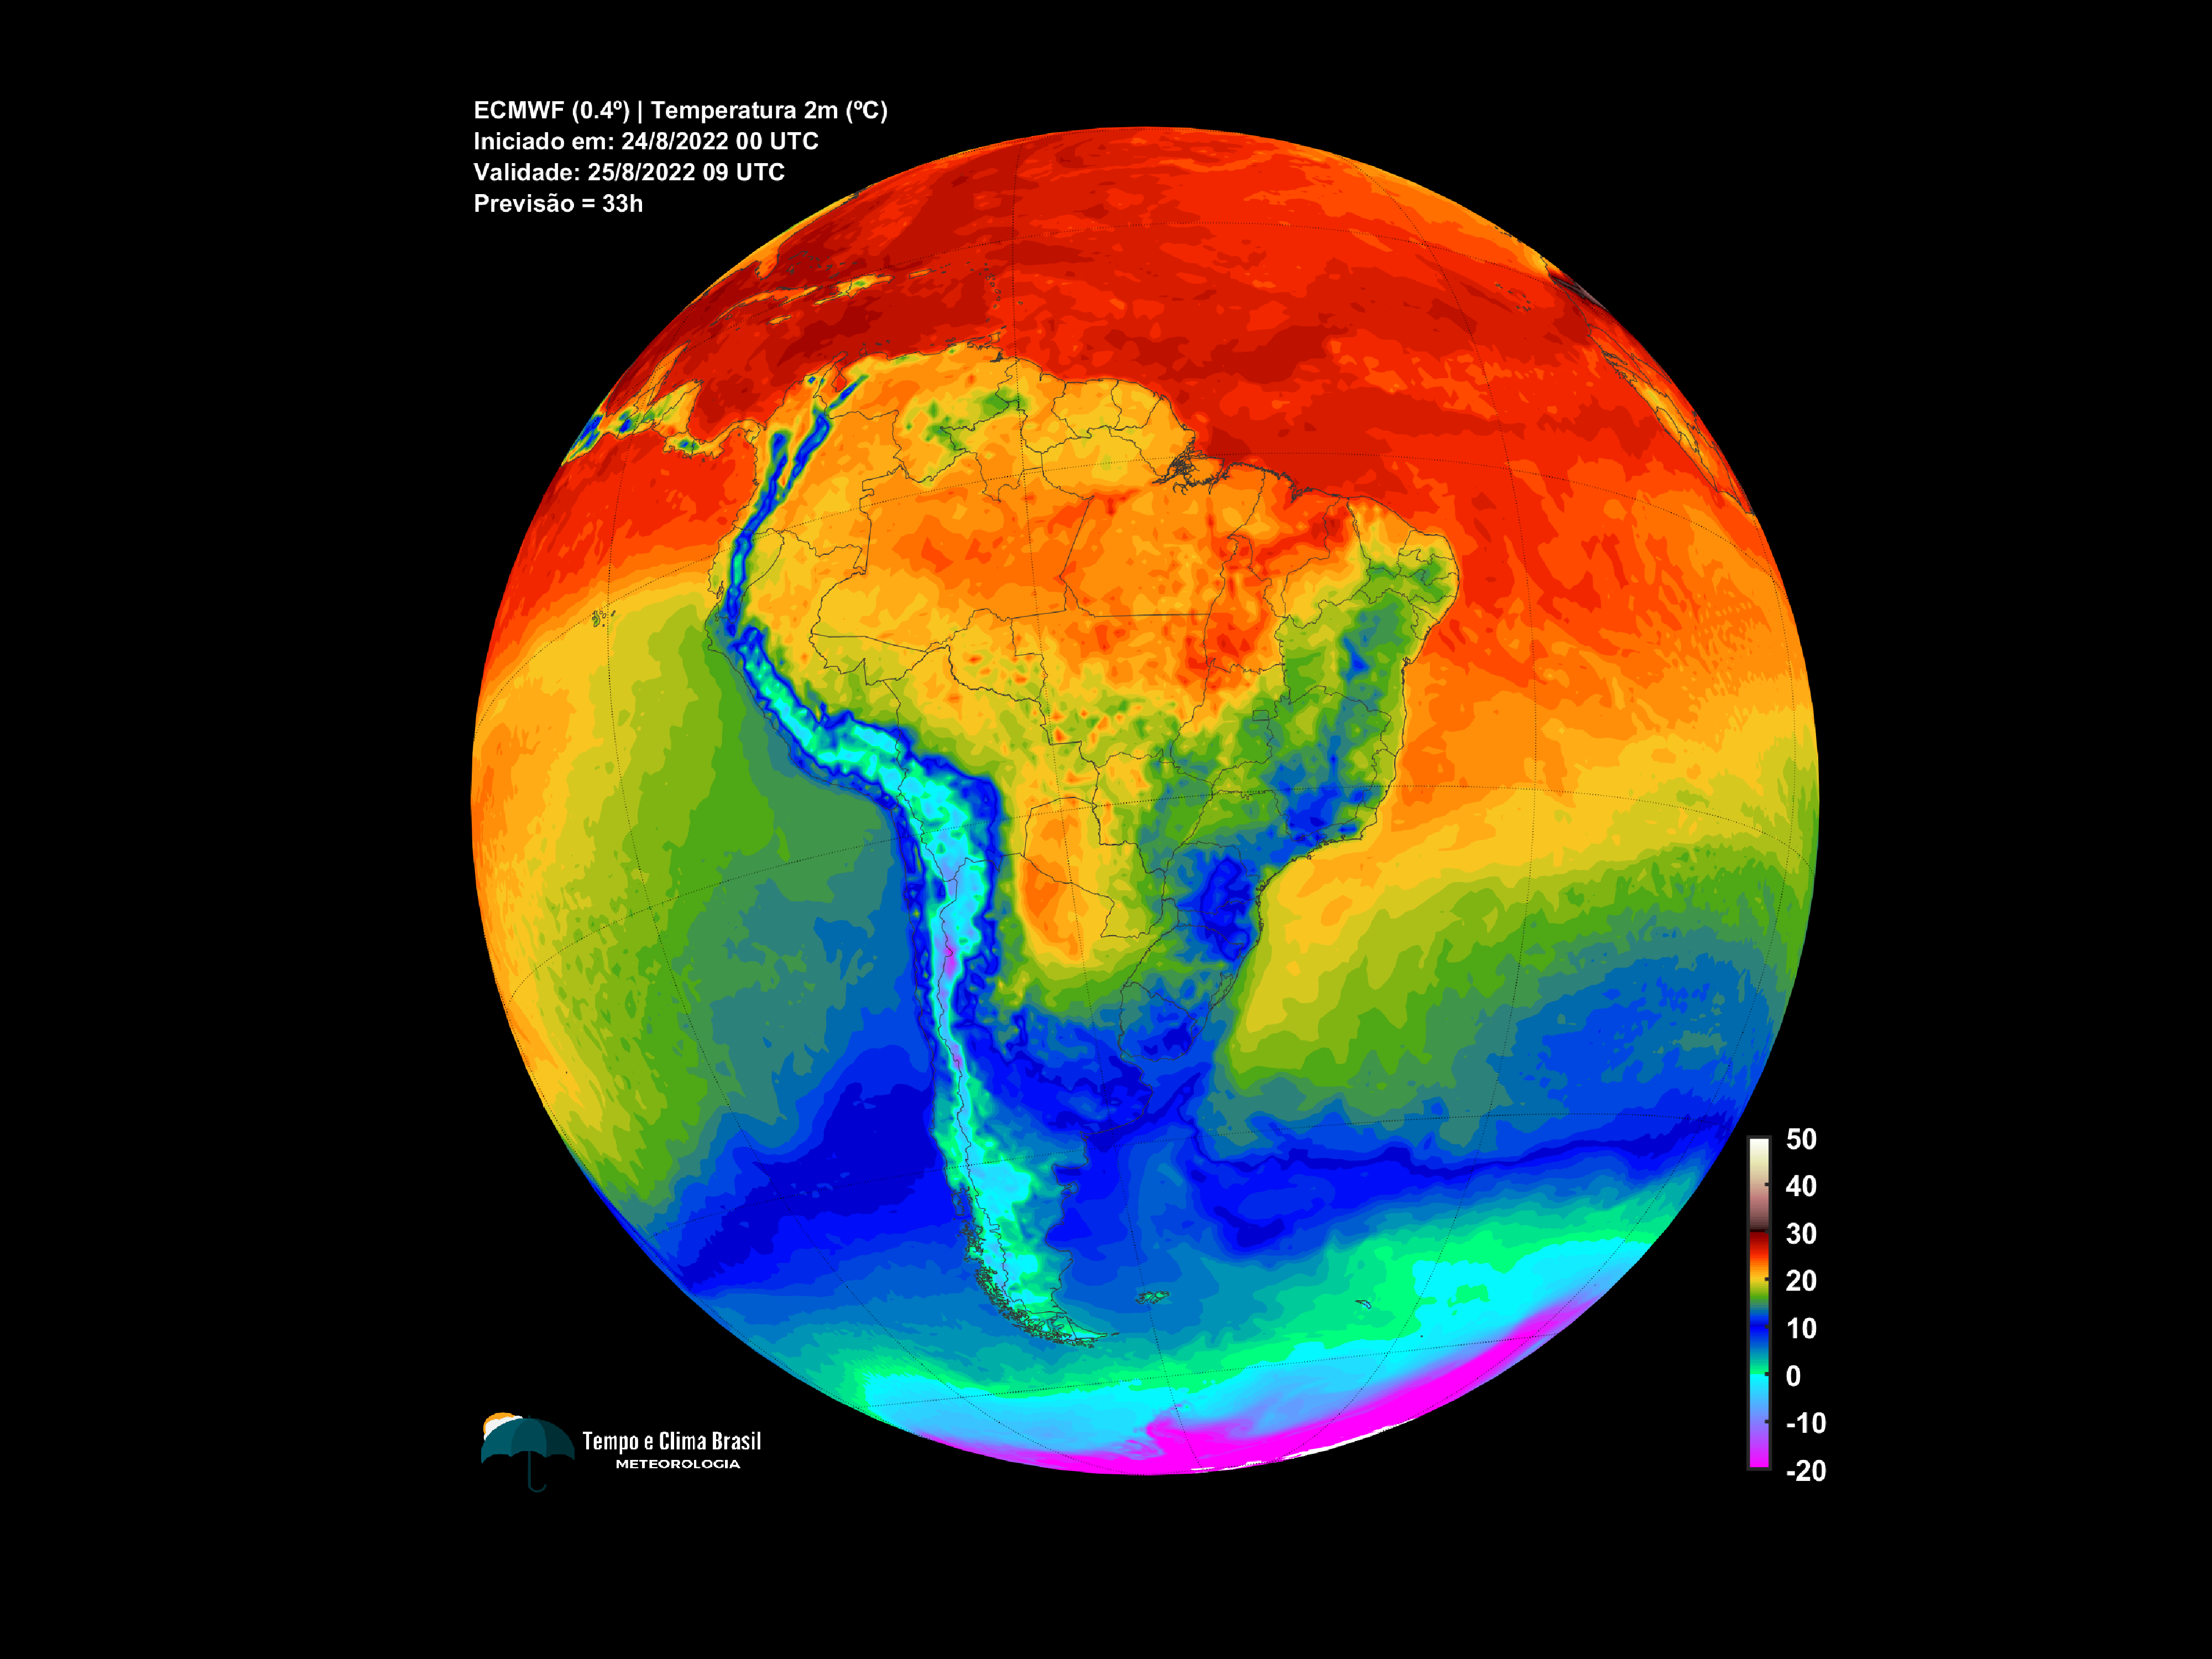 ECMWF (0.4º) | Temperatura 2m (ºC)
Iniciado em: 24/8/2022 00 UTC
Validade: 25/8/2022 09 UTC
Previsão = 33h
50
40
30
20
10
0
-10
-20
Tempo e Clima Brasil
METEOROLOGIA